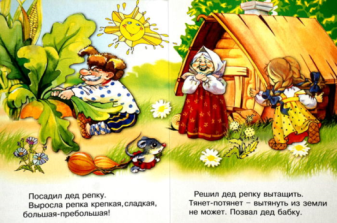 Посадил дед репку.
Выросла репка крепкая,сладкая,
большая-пребольшая!
Решил дед репку вытащить.
Тянет-потянет - вытянуть из земли
не может. Позвал дед бабку.